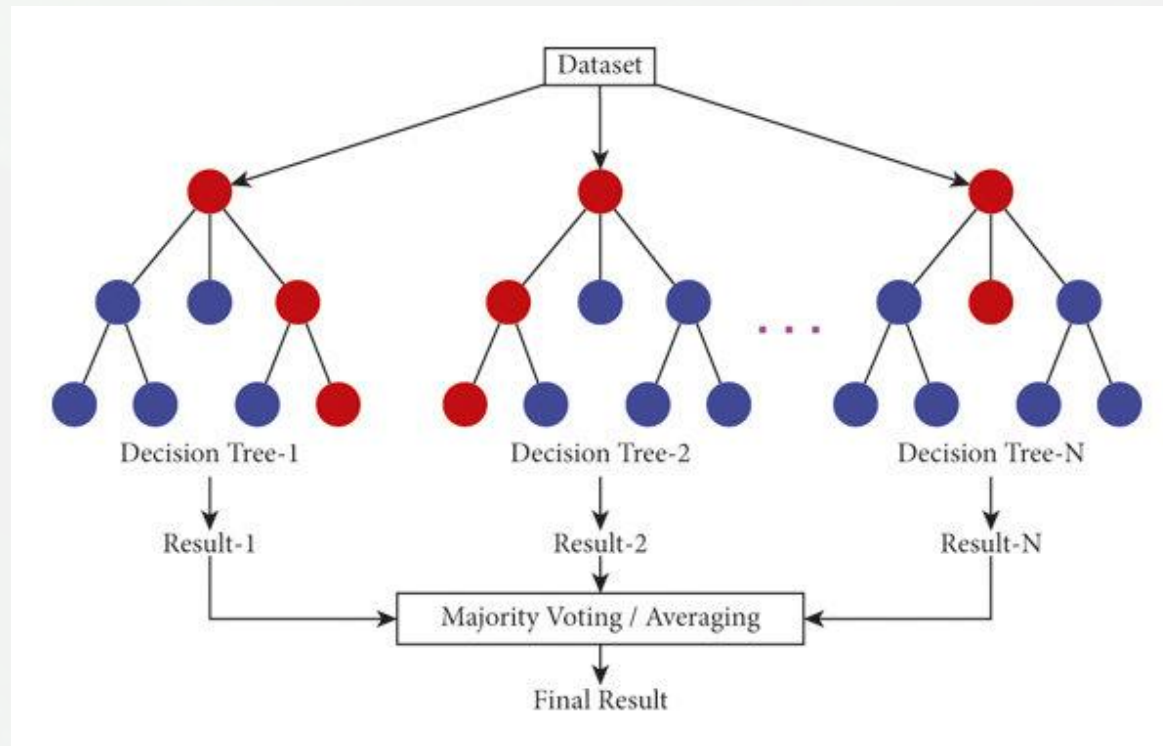 Dataset
Decision Tree-1
Decision Tree-2
Decision Tree-N
Result-1
Result-2
Result-N
Majority Voting / Averaging
Final Result